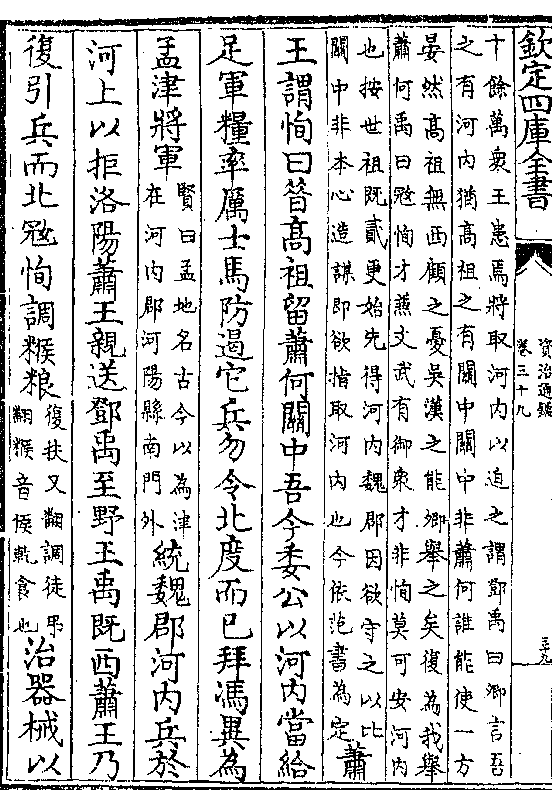 欽定四庫全書
資治通鑑
卷三十九
十餘萬衆王患焉將取河内以迫之謂鄧禹曰卿言吾
之有河内猶髙祖之有關中關中非蕭何誰能使一方
晏然髙祖無西顧之憂吳漢之能卿舉之矣復為我舉
蕭何禹曰宼恂才兼文武有御衆才非恂莫可安河内
也按世祖既貳更始先得河内魏郡因欲守之以比
關中非本心造謀即欲指取河内也今依范書為定
蕭
王謂恂曰昔髙祖留蕭何關中吾今委公以河内當給
足軍糧率厲士馬防遏它兵勿令北度而已拜馮異為
孟津將軍
賢曰孟地名古今以為津
在河内郡河陽縣南門外
統魏郡河内兵於
河上以拒洛陽蕭王親送鄧禹至野王禹既西蕭王乃
復引兵而北宼恂調糇粮
復扶又翻調徒弔
翻糇音侯乾食也
治器械以